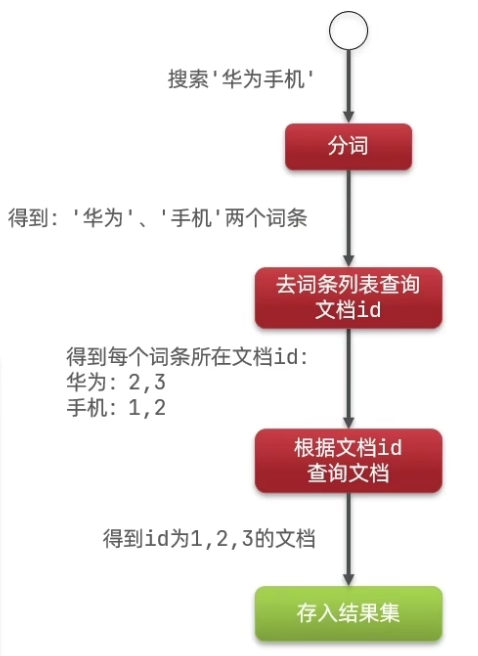 搜索'华为手机'
分词
得到: '华为'、'手机'两个词条
去词条列表查询
文档id
得到每个词条所在文档id:
华为: 2,3
手机: 1,2
根据文档id
查询文档
得到id为1,2,3的文档
存入结果集